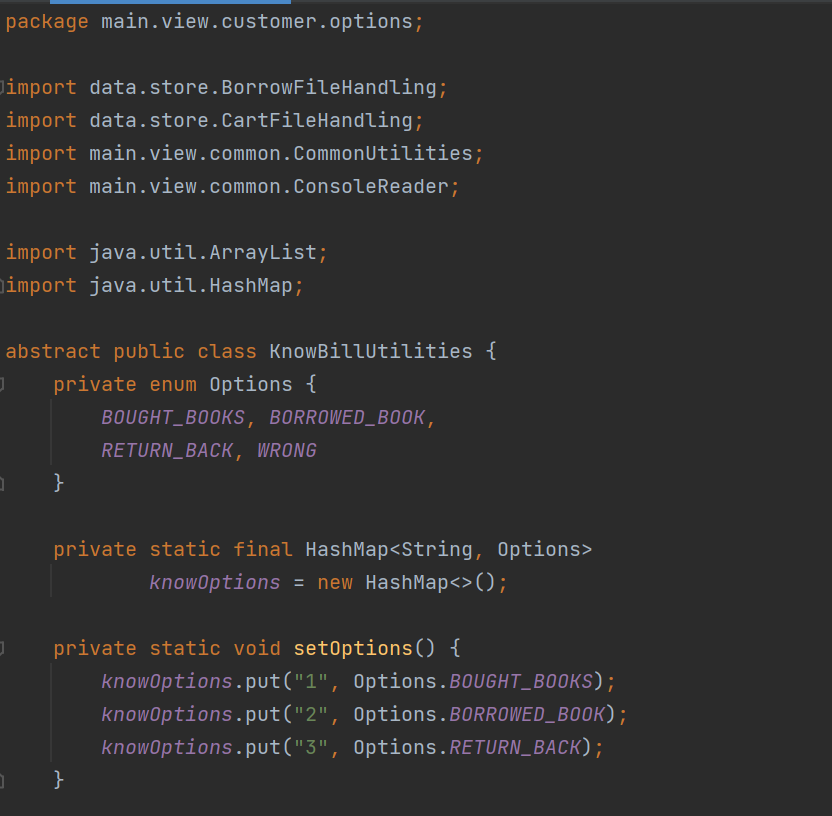 package main.view.customer.options;
import data.store.BorrowFileHandling;
import data.store.CartFileHandling;
import main.view.common.CommonUtilities;
import main.view.common.ConsoleReader;
import java.util.ArrayList;
import java.util.HashMap;
abstract public class KnowBillUtilities {
    private enum Options {
        BOUGHT_BOOKS, BORROWED_BOOK,
        RETURN_BACK, WRONG
    }
    private static final HashMap<String, Options>
            knowOptions = new HashMap<>();
    private static void setOptions() {
        knowOptions.put("1", Options.BOUGHT_BOOKS);
        knowOptions.put("2", Options.BORROWED_BOOK);
        knowOptions.put("3", Options.RETURN_BACK);
    }